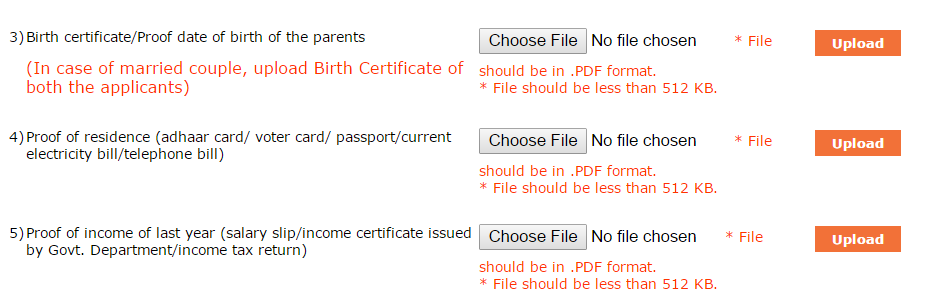 3) Birth certificate/Proof date of birth of the parents
Choose File No file chosen * File Upload
(In case of married couple, upload Birth Certificate of both the applicants)
should be in .PDF format.
* File should be less than 512 KB.
4) Proof of residence (adhaar card/ voter card/ passport/current
electricity bill/telephone bill)
Choose File No file chosen * File Upload
should be in .PDF format.
* File should be less than 512 KB.
5) Proof of income of last year (salary slip/income certificate issued
by Govt. Department/income tax return)
Choose File No file chosen * File Upload
should be in .PDF format.
* File should be less than 512 KB.